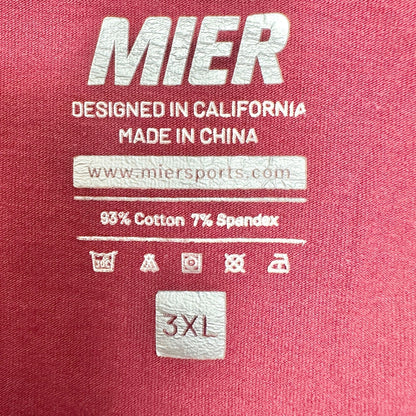 MIER
DESIGNED IN CALIFORNIA
MADE IN CHINA
www.miersports.com
93% Cotton 7% Spandex
3XL